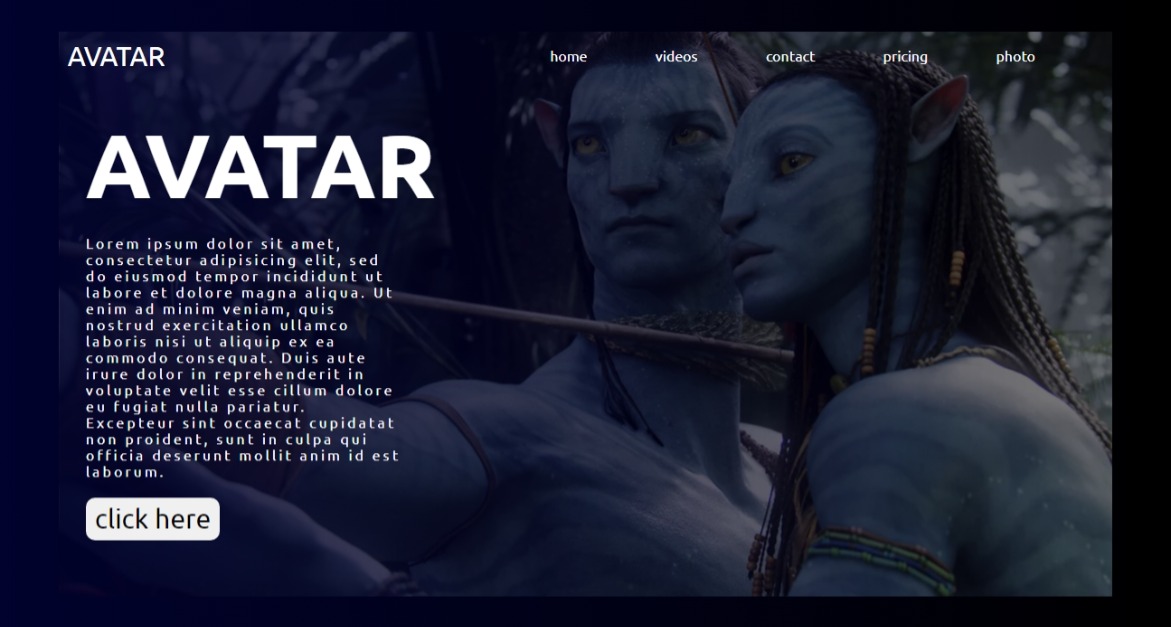 AVATAR
home videos contact pricing photo
AVATAR
Lorem ipsum dolor sit amet,
consectetur adipisicing elit, sed
do eiusmod tempor incididunt ut
labore et dolore magna aliqua. Ut
enim ad minim veniam, quis
nostrud exercitation ullamco
laboris nisi ut aliquip ex ea
commodo consequat. Duis aute
irure dolor in reprehenderit in
voluptate velit esse cillum dolore
eu fugiat nulla pariatur.
Excepteur sint occaecat cupidatat
non proident, sunt in culpa qui
officia deserunt mollit anim id est
laborum.
click here